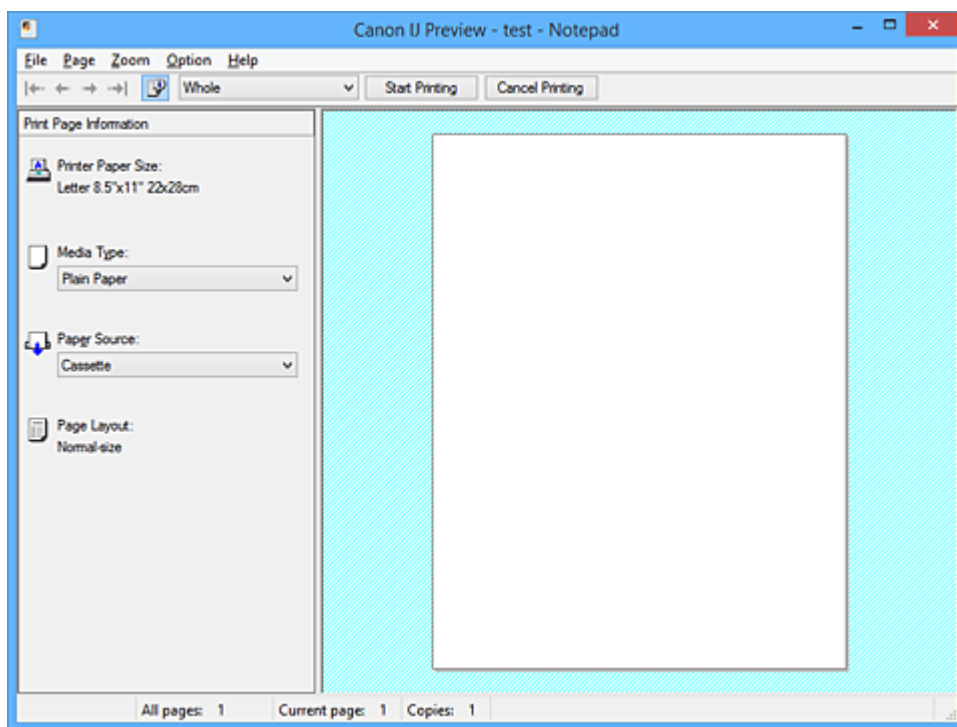 Canon IJ Preview - test - Notepad
File Page Zoom Option Help
Whole Start Printing Cancel Printing
Print Page Information
Printer Paper Size:
Letter 8.5"x11" 22x28cm
Media Type:
Plain Paper
Paper Source:
Cassette
Page Layout:
Normal-size
All pages: 1 Current page: 1 Copies: 1